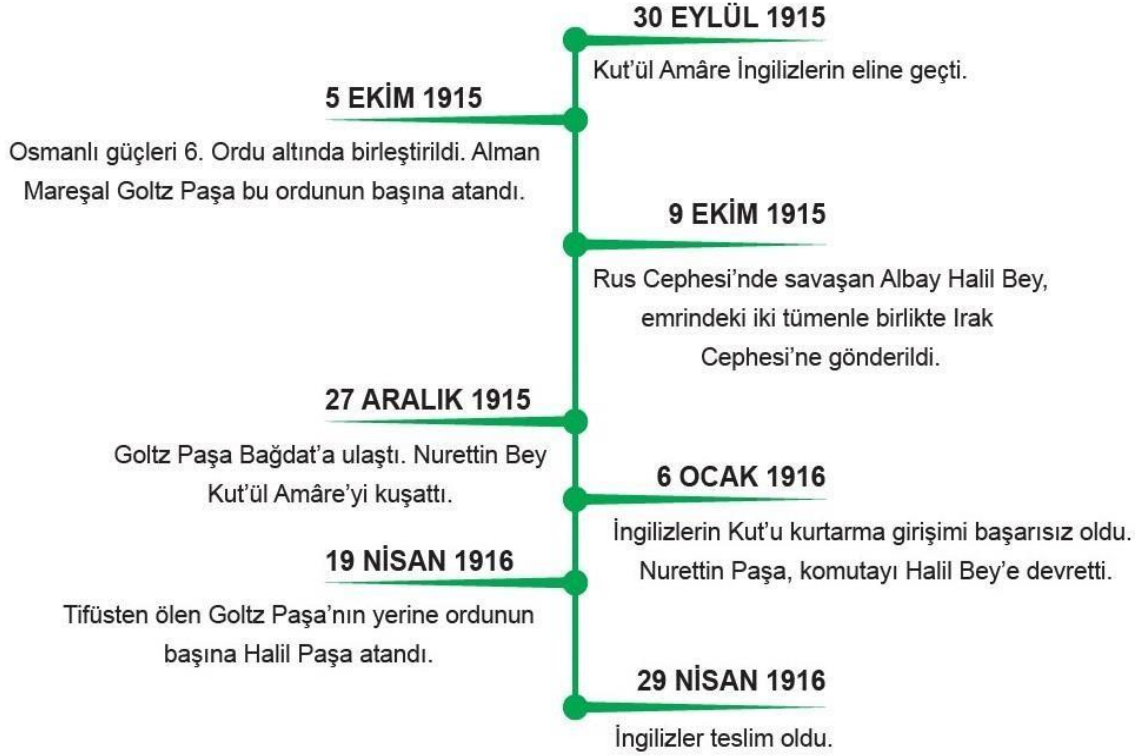 30 EYLÜL 1915
Kut’ül Amâre İngilizlerin eline geçti.
5 EKİM 1915
Osmanlı güçleri 6. Ordu altında birleştirildi. Alman
Mareşal Goltz Paşa bu ordunun başına atandı.
9 EKİM 1915
Rus Cephesi’nde savaşan Albay Halil Bey,
emrindeki iki tümenle birlikte Irak
Cephesi’ne gönderildi.
27 ARALIK 1915
Goltz Paşa Bağdat’a ulaştı. Nurettin Bey
Kut’ül Amâre’yi kuşattı.
6 OCAK 1916
İngilizlerin Kut’u kurtarma girişimi başarısız oldu.
Nurettin Paşa, komutayı Halil Bey’e devretti.
19 NİSAN 1916
Tifüsten ölen Goltz Paşa’nın yerine ordunun
başına Halil Paşa atandı.
29 NİSAN 1916
İngilizler teslim oldu.